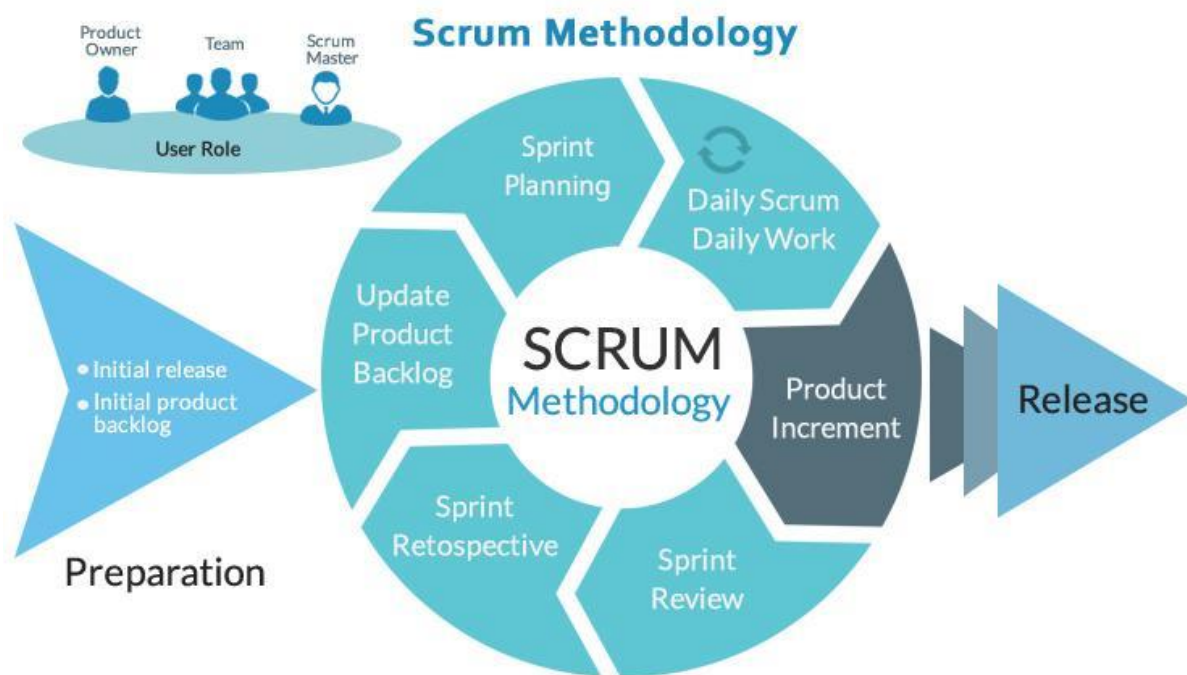 Scrum Methodology
Product
Owner
Team
Scrum
Master
User Role
Sprint
Planning
Daily Scrum
Daily Work
Update
Product
Backlog
SCRUM
Methodology
Product
Increment
Release
Initial release
Initial product
backlog
Preparation
Sprint
Retospective
Sprint
Review